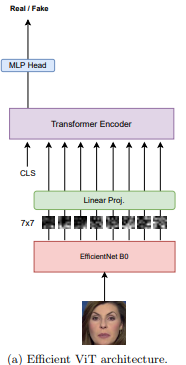 Real / Fake
MLP Head
Transformer Encoder
CLS
Linear Proj.
7x7
EfficientNet B0
(a) Efficient ViT architecture.